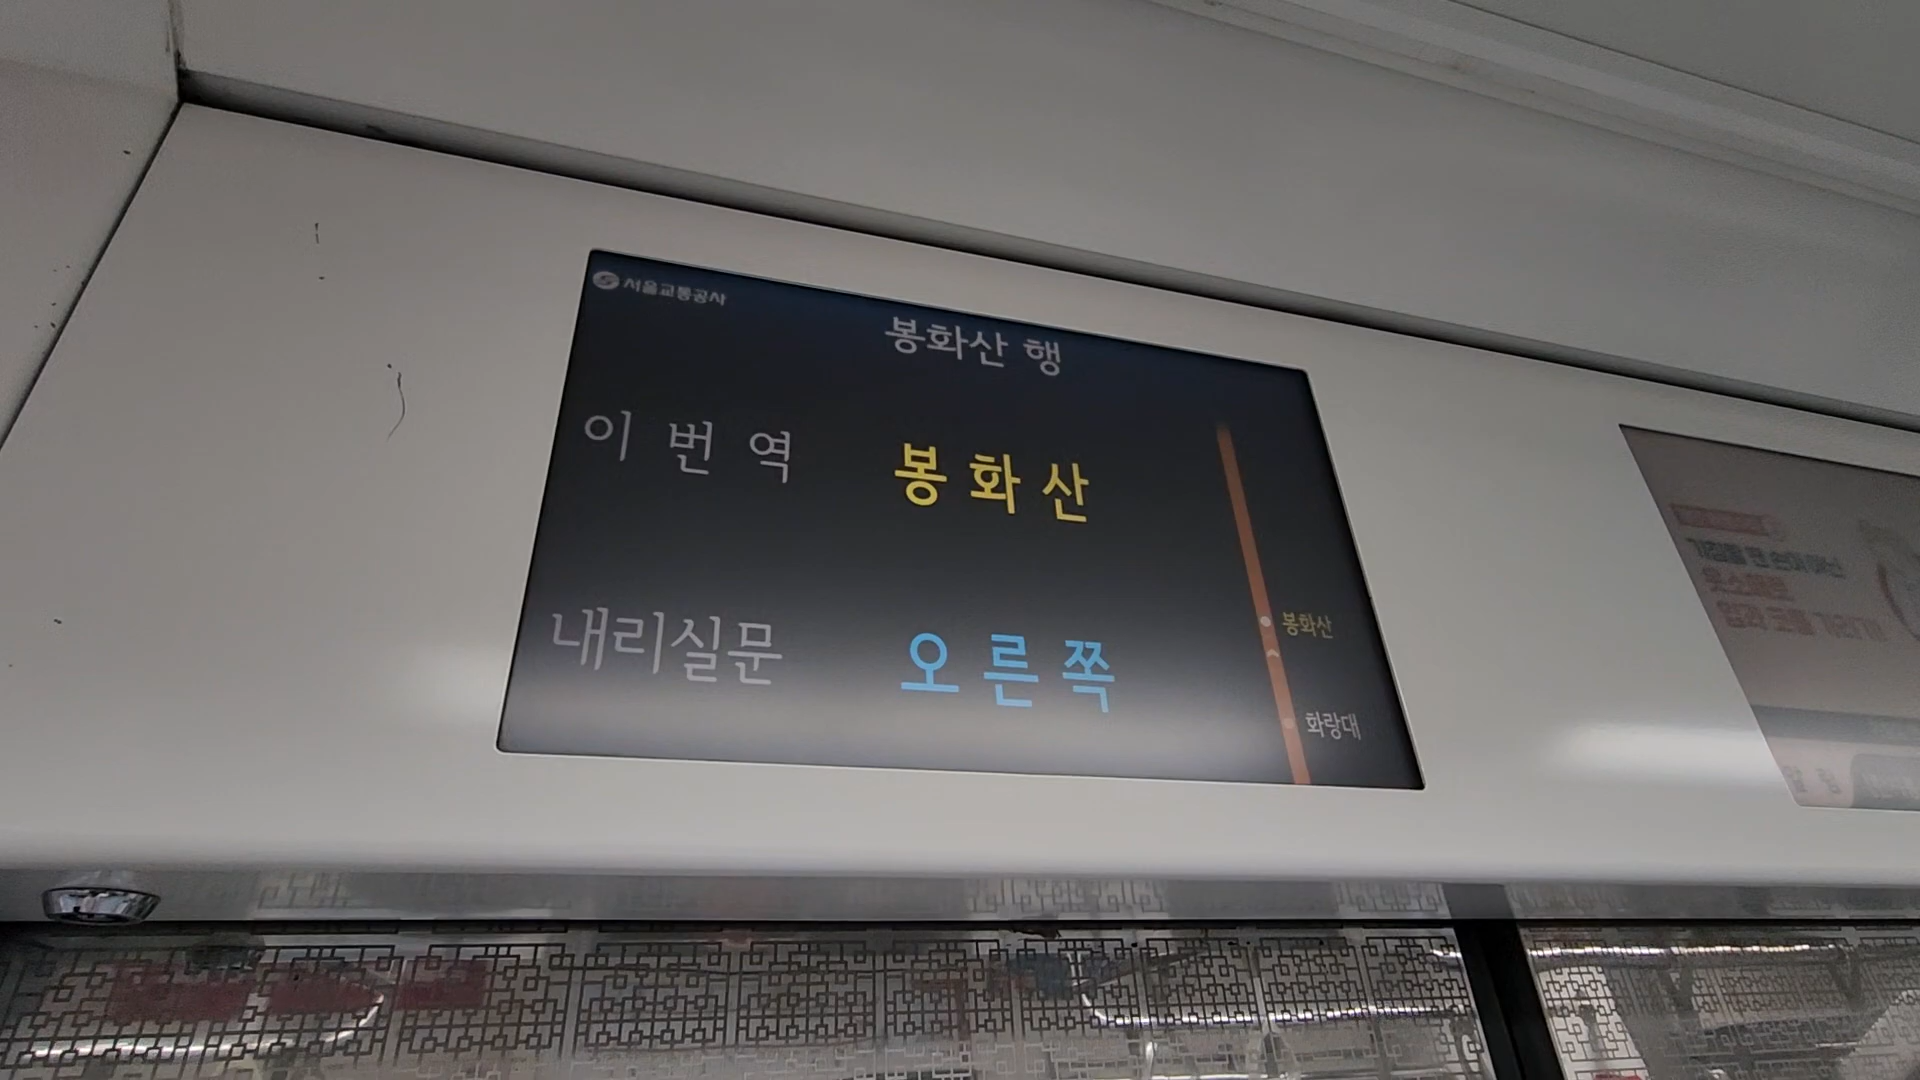 서울교통공사
봉화산 행
이번역 봉화산
내리실문 오른쪽
봉화산
화랑대